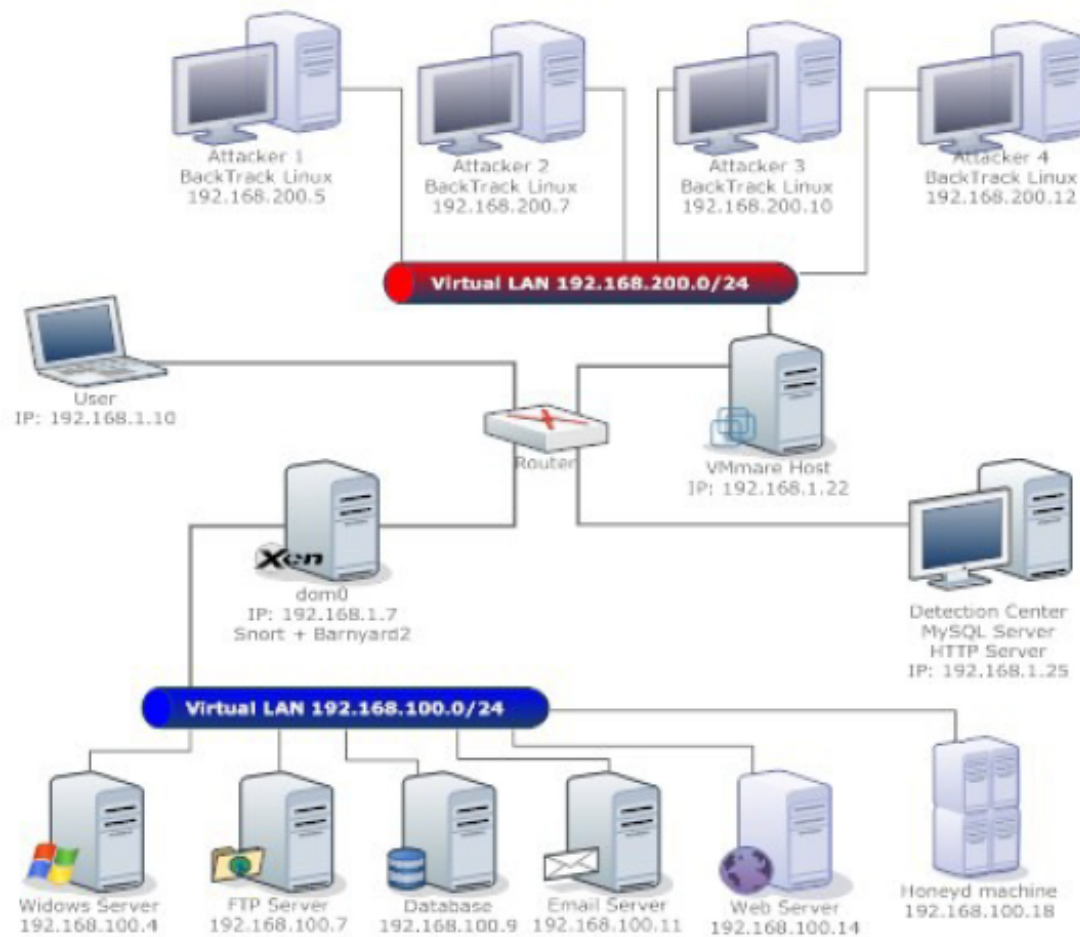 Attacker 1
BackTrack Linux
192.168.200.5
Attacker 2
BackTrack Linux
192.168.200.7
Attacker 3
BackTrack Linux
192.168.200.10
Attacker 4
BackTrack Linux
192.168.200.12
Virtual LAN 192.168.200.0/24
User
IP: 192.168.1.10
Router
VMmare Host
IP: 192.168.1.22
Xen
dom0
IP: 192.168.1.7
Snort + Barnyard2
Detection Center
MySQL Server
HTTP Server
IP: 192.168.1.25
Virtual LAN 192.168.100.0/24
Widows Server
192.168.100.4
FTP Server
192.168.100.7
Database
192.168.100.9
Email Server
192.168.100.11
Web Server
192.168.100.14
Honeyd machine
192.168.100.18